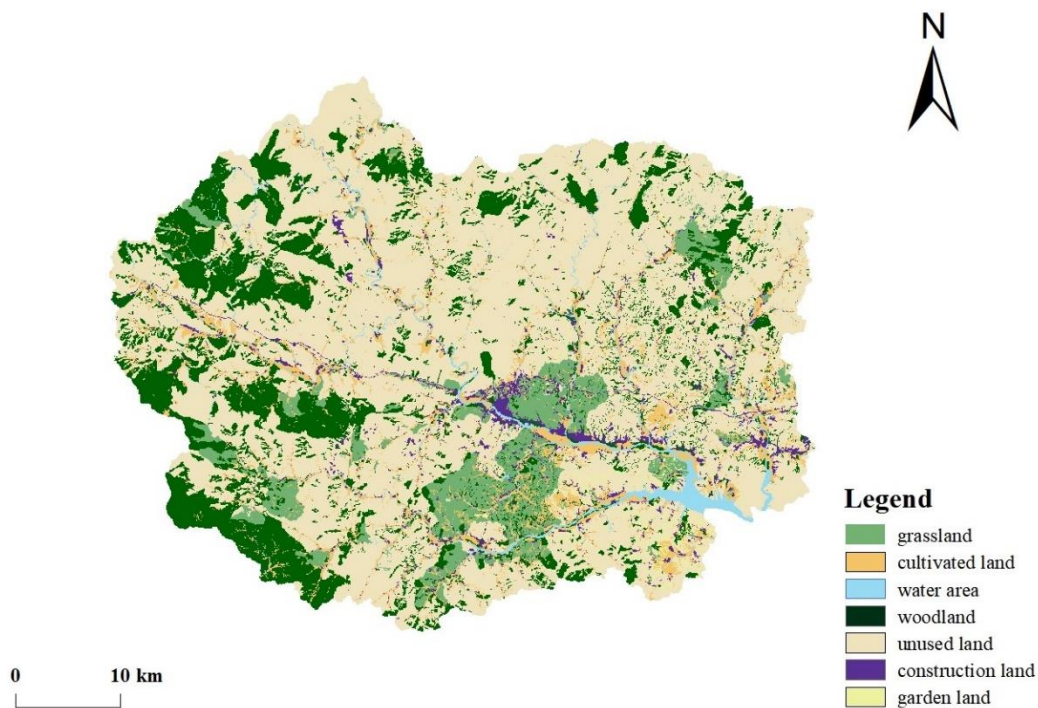 N
Legend
grassland
cultivated land
water area
woodland
unused land
construction land
garden land
0 10 km